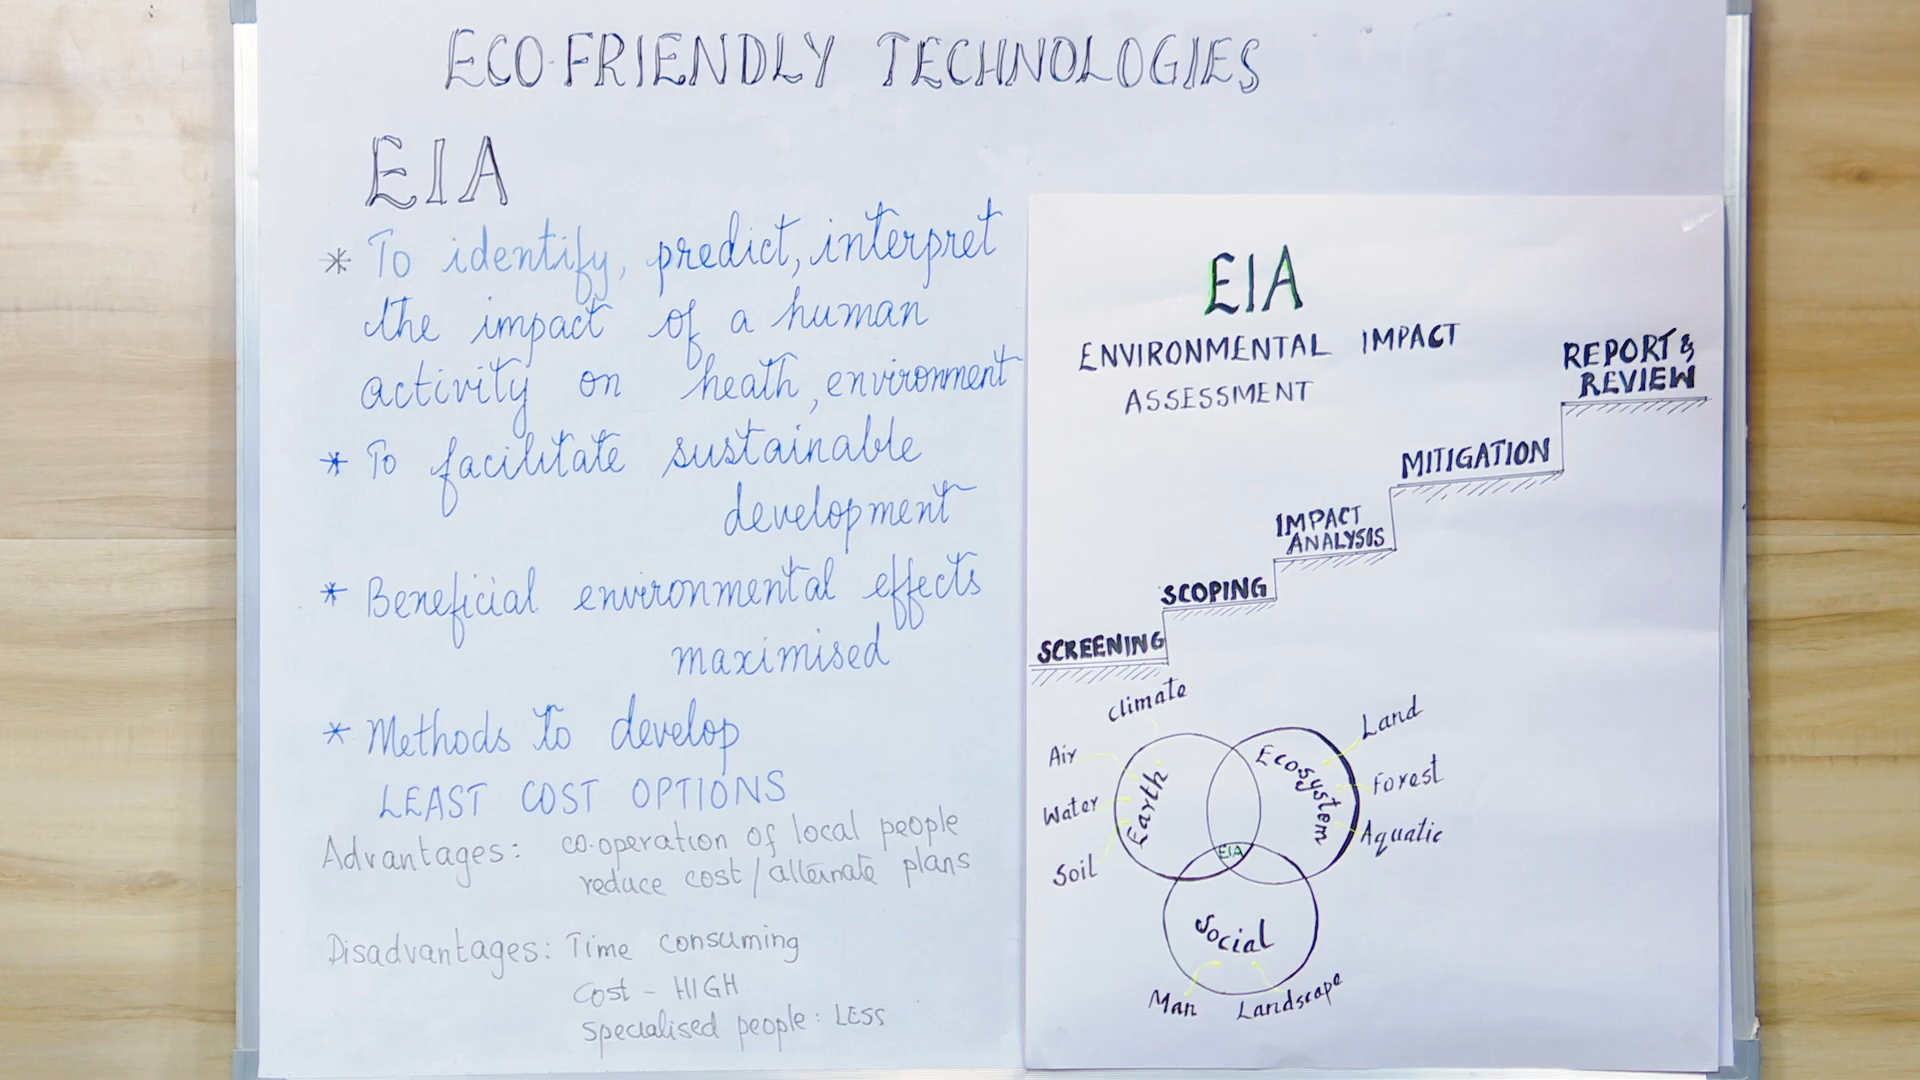 ECO-FRIENDLY TECHNOLOGIES
EIA
* To identify, predict, interpret
the impact of a human
activity on heath, environment
* To facilitate sustainable
development
* Beneficial environmental effects
maximised
* Methods to develop
LEAST COST OPTIONS
Advantages: co-operation of local people
reduce cost/alternate plans
Disadvantages: Time consuming
Cost - HIGH
Specialised people: LESS
EIA
ENVIRONMENTAL IMPACT
ASSESSMENT
REPORT &
REVIEW
MITIGATION
IMPACT
ANALYSIS
SCOPING
SCREENING
climate
Air
Water
Soil
Earth
Ecosystem
Land
Forest
Aquatic
EIA
Social
Man
Landscape